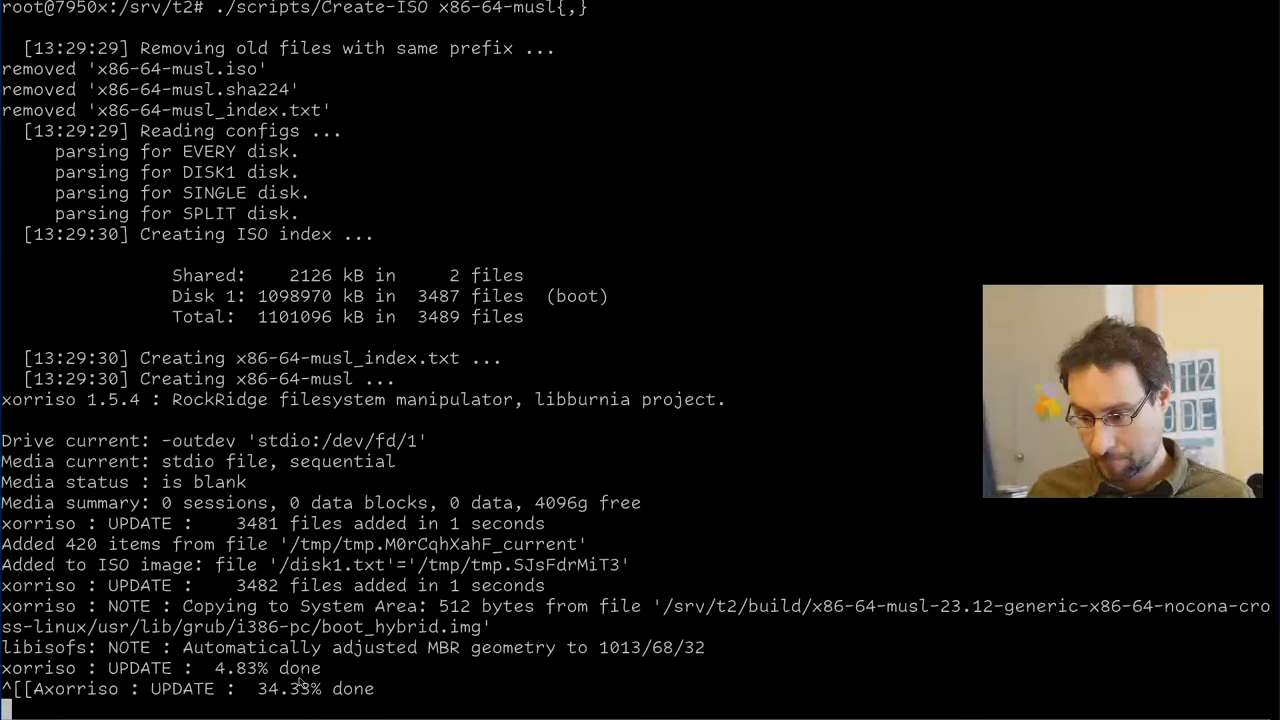 root@7950x:/srv/t2# ./scripts/Create-ISO x86-64-musl{,}
[13:29:29] Removing old files with same prefix ...
removed 'x86-64-musl.iso'
removed 'x86-64-musl.sha224'
removed 'x86-64-musl_index.txt'
[13:29:29] Reading configs ...
parsing for EVERY disk.
parsing for DISK1 disk.
parsing for SINGLE disk.
parsing for SPLIT disk.
[13:29:30] Creating ISO index ...
Shared: 2126 kB in 2 files
Disk 1: 1098970 kB in 3487 files (boot)
Total: 1101096 kB in 3489 files
[13:29:30] Creating x86-64-musl_index.txt ...
[13:29:30] Creating x86-64-musl ...
xorriso 1.5.4 : RockRidge filesystem manipulator, libburnia project.
Drive current: -outdev 'stdio:/dev/fd/1'
Media current: stdio file, sequential
Media status : is blank
Media summary: 0 sessions, 0 data blocks, 0 data, 4096g free
xorriso : UPDATE : 3481 files added in 1 seconds
Added 420 items from file '/tmp/tmp.M0rCqhXahF_current'
Added to ISO image: file '/disk1.txt'='/tmp/tmp.SJsFdrMiT3'
xorriso : UPDATE : 3482 files added in 1 seconds
xorriso : NOTE : Copying to System Area: 512 bytes from file '/srv/t2/build/x86-64-musl-23.12-generic-x86-64-nocona-cro
ss-linux/usr/lib/grub/i386-pc/boot_hybrid.img'
libisofs: NOTE : Automatically adjusted MBR geometry to 1013/68/32
xorriso : UPDATE : 4.83% done
^[[Axorriso : UPDATE : 34.33% done